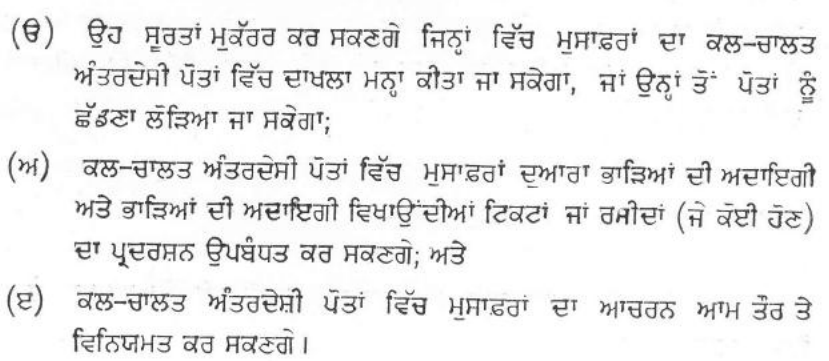 (ੳ) ਉਹ ਸੂਰਤਾਂ ਮੁਕੱਰਰ ਕਰ ਸਕਣਗੇ ਜਿਨ੍ਹਾਂ ਵਿੱਚ ਮੁਸਾਫ਼ਰਾਂ ਦਾ ਕਲ-ਚਾਲਤ
ਅੰਤਰਦੇਸੀ ਪੋਤਾਂ ਵਿੱਚ ਦਾਖਲਾ ਮਨ੍ਹਾ ਕੀਤਾ ਜਾ ਸਕੇਗਾ, ਜਾਂ ਉਨ੍ਹਾਂ ਤੋਂ ਪੋਤਾਂ ਨੂੰ
ਛੱਡਣਾ ਲੋੜਿਆ ਜਾ ਸਕੇਗਾ;
(ਅ) ਕਲ-ਚਾਲਤ ਅੰਤਰਦੇਸੀ ਪੋਤਾਂ ਵਿੱਚ ਮੁਸਾਫ਼ਰਾਂ ਦੁਆਰਾ ਭਾੜਿਆਂ ਦੀ ਅਦਾਇਗੀ
ਅਤੇ ਭਾੜਿਆਂ ਦੀ ਅਦਾਇਗੀ ਵਿਖਾਉਂਦੀਆਂ ਟਿਕਟਾਂ ਜਾਂ ਰਸੀਦਾਂ (ਜੇ ਕੋਈ ਹੋਣ)
ਦਾ ਪ੍ਰਦਰਸ਼ਨ ਉਪਬੰਧਤ ਕਰ ਸਕਣਗੇ; ਅਤੇ
(ੲ) ਕਲ-ਚਾਲਤ ਅੰਤਰਦੇਸੀ ਪੋਤਾਂ ਵਿੱਚ ਮੁਸਾਫ਼ਰਾਂ ਦਾ ਆਚਰਨ ਆਮ ਤੌਰ ਤੇ
ਵਿਨਿਯਮਤ ਕਰ ਸਕਣਗੇ।